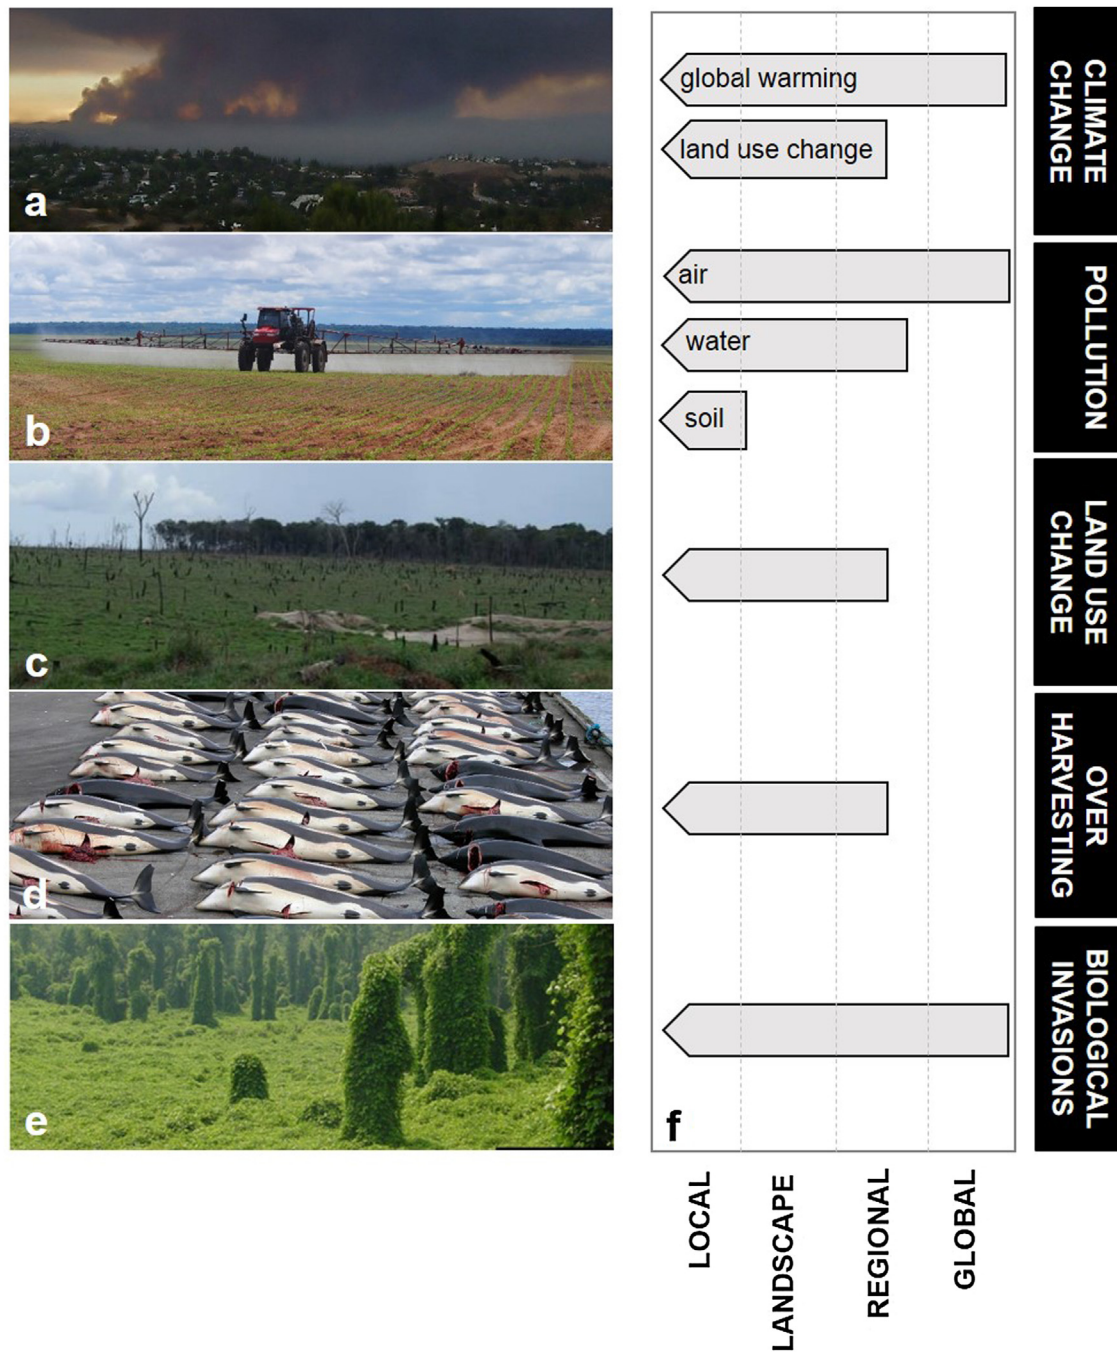 a
b
c
d
e
f
global warming
land use change
air
water
soil
CLIMATE
CHANGE
POLLUTION
LAND USE
CHANGE
OVER
HARVESTING
BIOLOGICAL
INVASIONS
LOCAL
LANDSCAPE
REGIONAL
GLOBAL